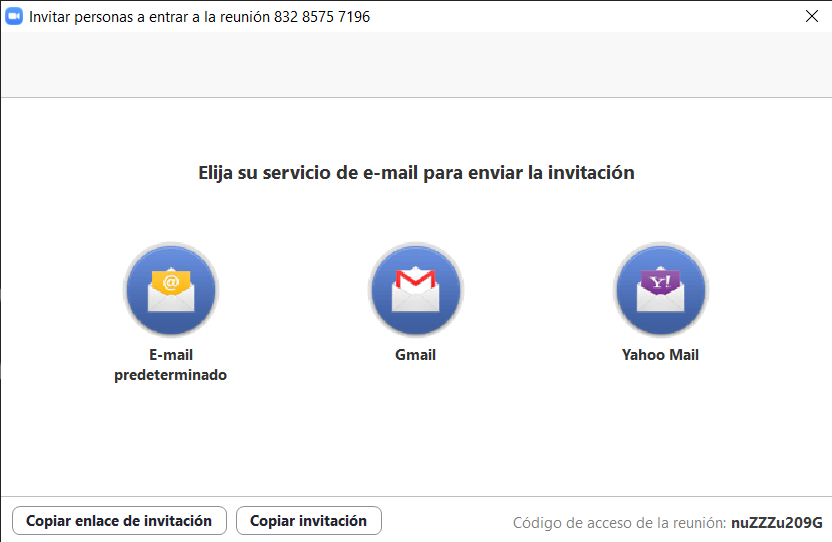 Invitar personas a entrar a la reunión 832 8575 7196
Elija su servicio de e-mail para enviar la invitación
@
Y!
E-mail
predeterminado
Gmail
Yahoo Mail
Copiar enlace de invitación
Copiar invitación
Código de acceso de la reunión: nuZZZu209G